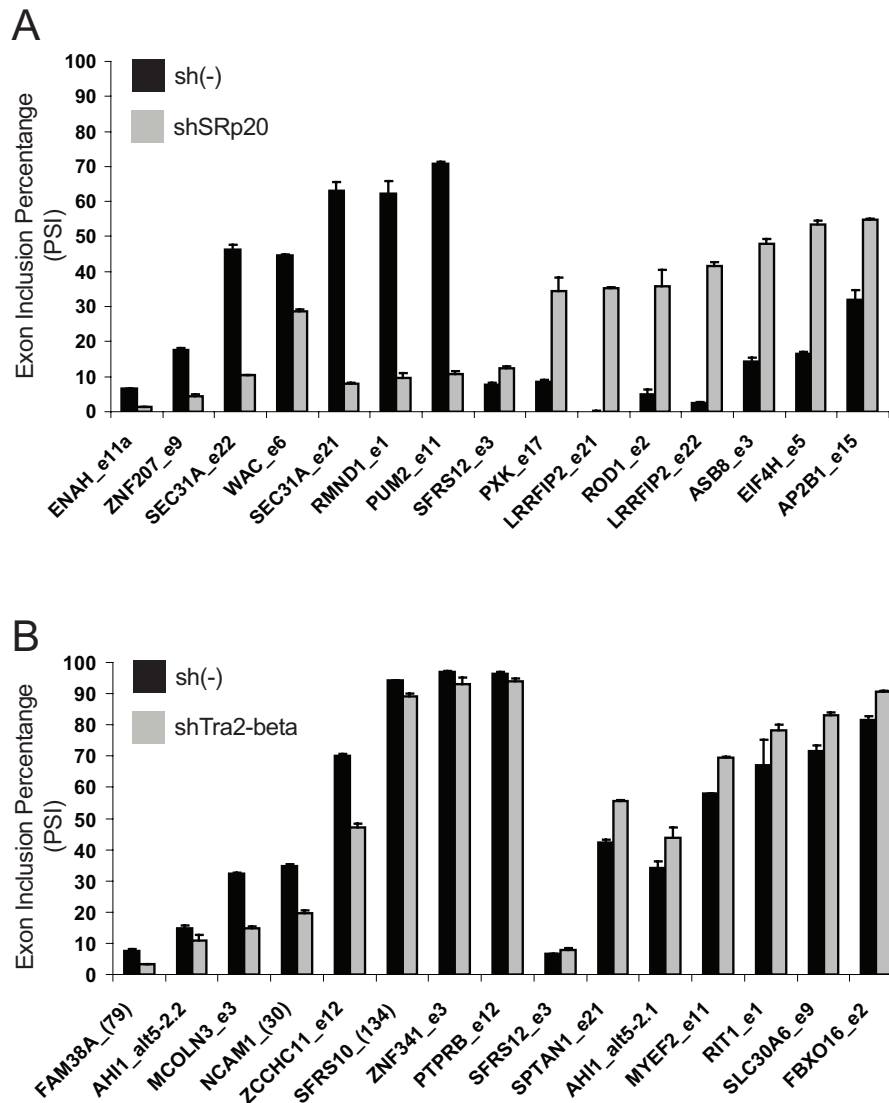 A
100
90
80
70
60
50
40
30
20
10
0
Exon Inclusion Percentange
(PSI)
sh(-)
shSRp20
ENAH_e11a
ZNF207_e9
SEC31A_e22
WAC_e6
SEC31A_e21
RMND1_e1
PUM2_e11
SFRS12_e3
PXK_e17
LRRFIP2_e21
ROD1_e2
LRRFIP2_e22
ASB8_e3
EIF4H_e5
AP2B1_e15
B
100
90
80
70
60
50
40
30
20
10
0
Exon Inclusion Percentange
(PSI)
sh(-)
shTra2-beta
FAM38A_(79)
AHI1_alt5-2.2
MCOLN3_e3
NCAM1_(30)
ZCCHC11_e12
SFRS10_(134)
ZNF341_e3
PTPRB_e12
SFRS12_e3
SPTAN1_e21
AHI1_alt5-2.1
MYEF2_e11
RIT1_e1
SLC30A6_e9
FBXO16_e2